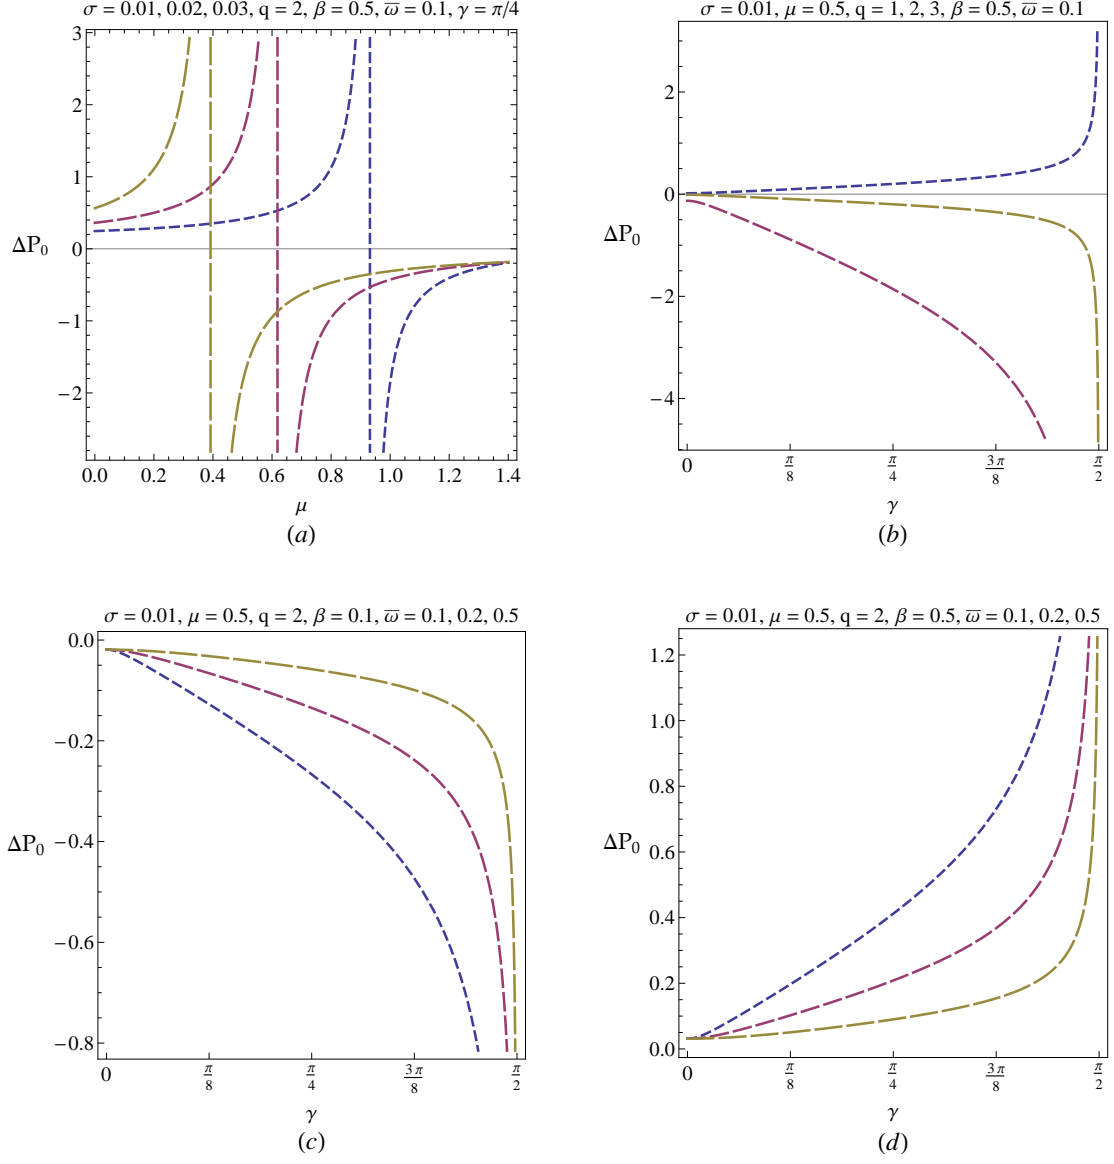 σ = 0.01, 0.02, 0.03, q = 2, β = 0.5, ϖ̅ = 0.1, γ = π/4
3
2
1
0
−1
−2
ΔP₀
0.0 0.2 0.4 0.6 0.8 1.0 1.2 1.4
μ
(a)
σ = 0.01, μ = 0.5, q = 1, 2, 3, β = 0.5, ϖ̅ = 0.1
2
0
−2
−4
ΔP₀
0 π/8 π/4 3π/8 π/2
γ
(b)
σ = 0.01, μ = 0.5, q = 2, β = 0.1, ϖ̅ = 0.1, 0.2, 0.5
0.0
−0.2
−0.4
−0.6
−0.8
ΔP₀
0 π/8 π/4 3π/8 π/2
γ
(c)
σ = 0.01, μ = 0.5, q = 2, β = 0.5, ϖ̅ = 0.1, 0.2, 0.5
1.2
1.0
0.8
0.6
0.4
0.2
0.0
ΔP₀
0 π/8 π/4 3π/8 π/2
γ
(d)